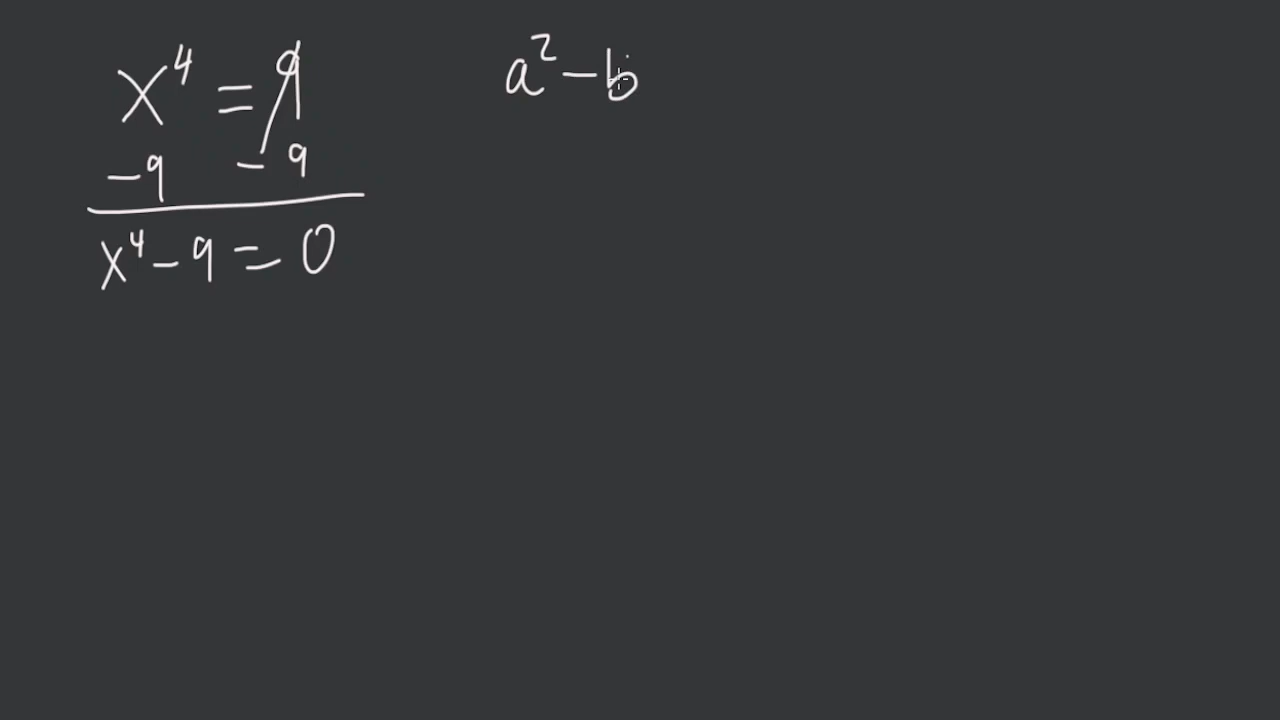 x⁴ = 9
a² - b
-9 - 9
x⁴ - 9 = 0